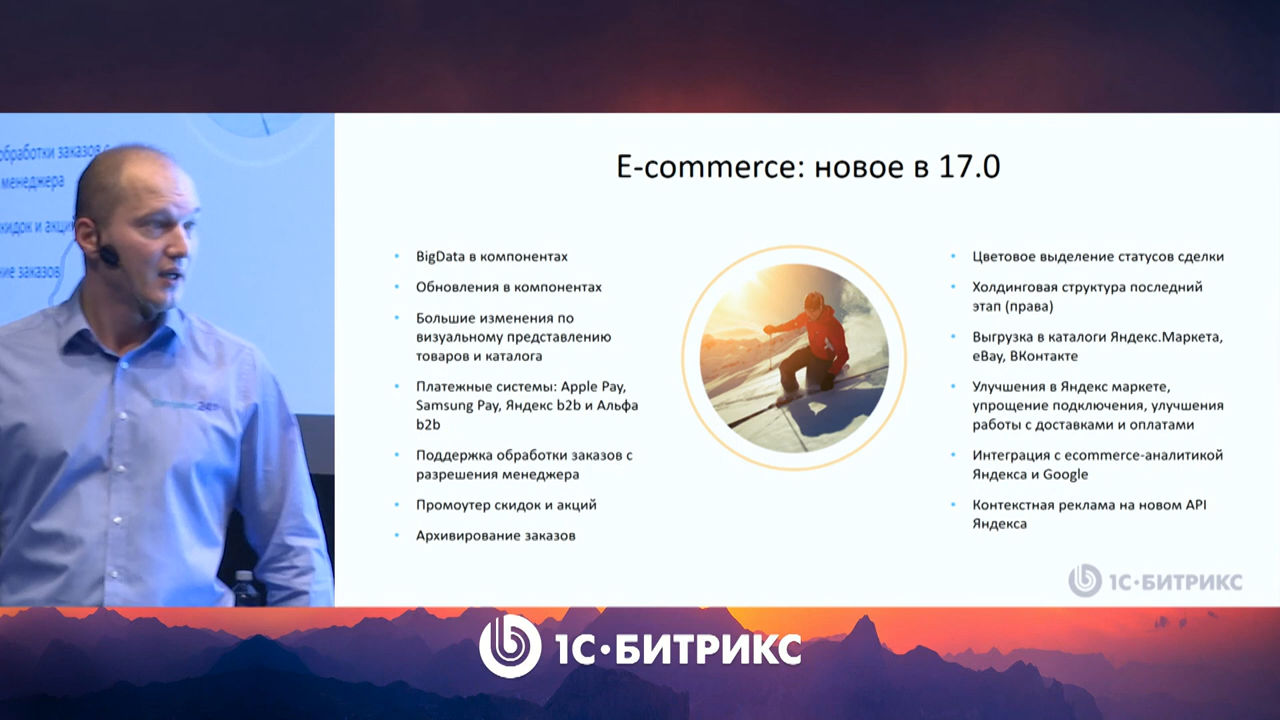 обработки заказов с
менеджера
скидок и акций
заказов
24
E-commerce: новое в 17.0
BigData в компонентах
Обновления в компонентах
Большие изменения по
визуальному представлению
товаров и каталога
Платежные системы: Apple Pay,
Samsung Pay, Яндекс b2b и Альфа
b2b
Поддержка обработки заказов с
разрешения менеджера
Промоутер скидок и акций
Архивирование заказов
Цветовое выделение статусов сделки
Холдинговая структура последний
этап (права)
Выгрузка в каталоги Яндекс.Маркета,
eBay, ВКонтакте
Улучшения в Яндекс маркете,
упрощение подключения, улучшения
работы с доставками и оплатами
Интеграция с ecommerce-аналитикой
Яндекса и Google
Контекстная реклама на новом API
Яндекса
1С·БИТРИКС
1С·БИТРИКС